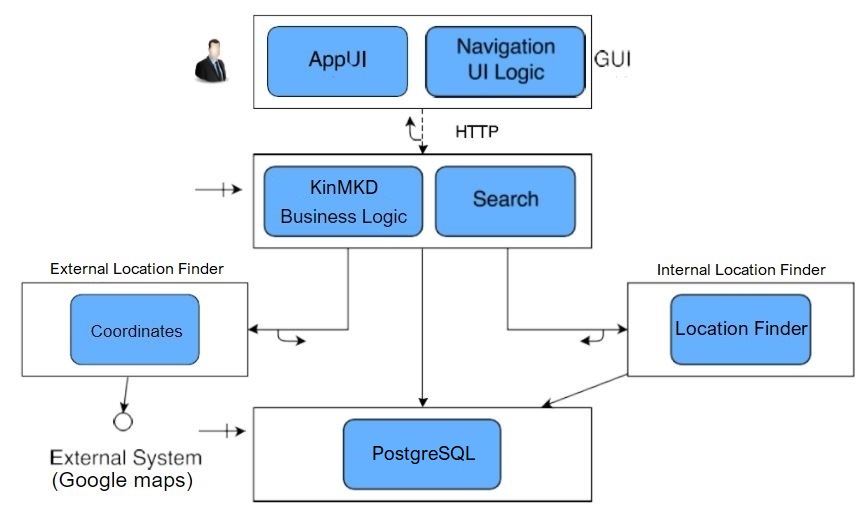 AppUI
Navigation
UI Logic
GUI
HTTP
KinMKD
Business Logic
Search
External Location Finder
Internal Location Finder
Coordinates
Location Finder
External System
(Google maps)
PostgreSQL